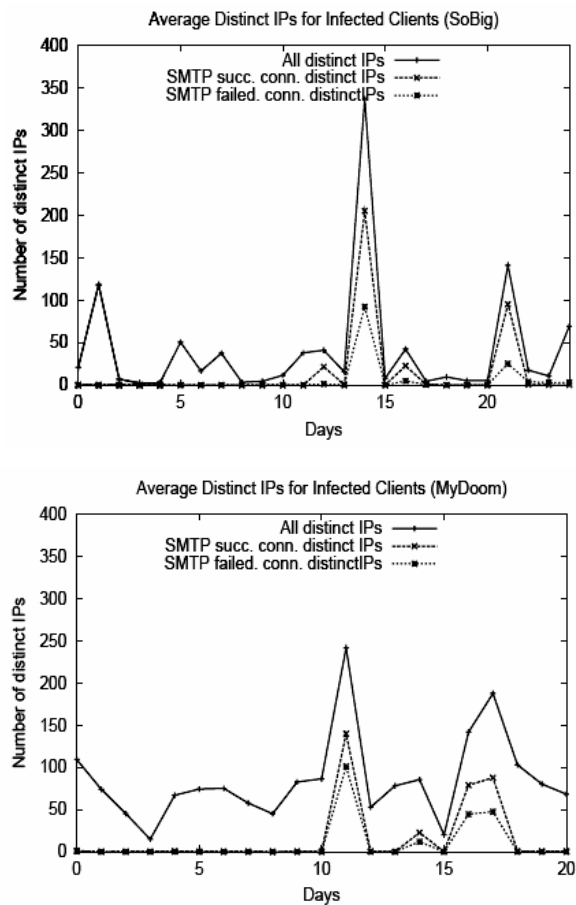 Average Distinct IPs for Infected Clients (SoBig)
400
350
300
250
200
150
100
50
0
Number of distinct IPs
All distinct IPs
SMTP succ. conn. distinct IPs
SMTP failed. conn. distinctIPs
0 5 10 15 20
Days
Average Distinct IPs for Infected Clients (MyDoom)
400
350
300
250
200
150
100
50
0
Number of distinct IPs
All distinct IPs
SMTP succ. conn. distinct IPs
SMTP failed. conn. distinctIPs
0 5 10 15 20
Days